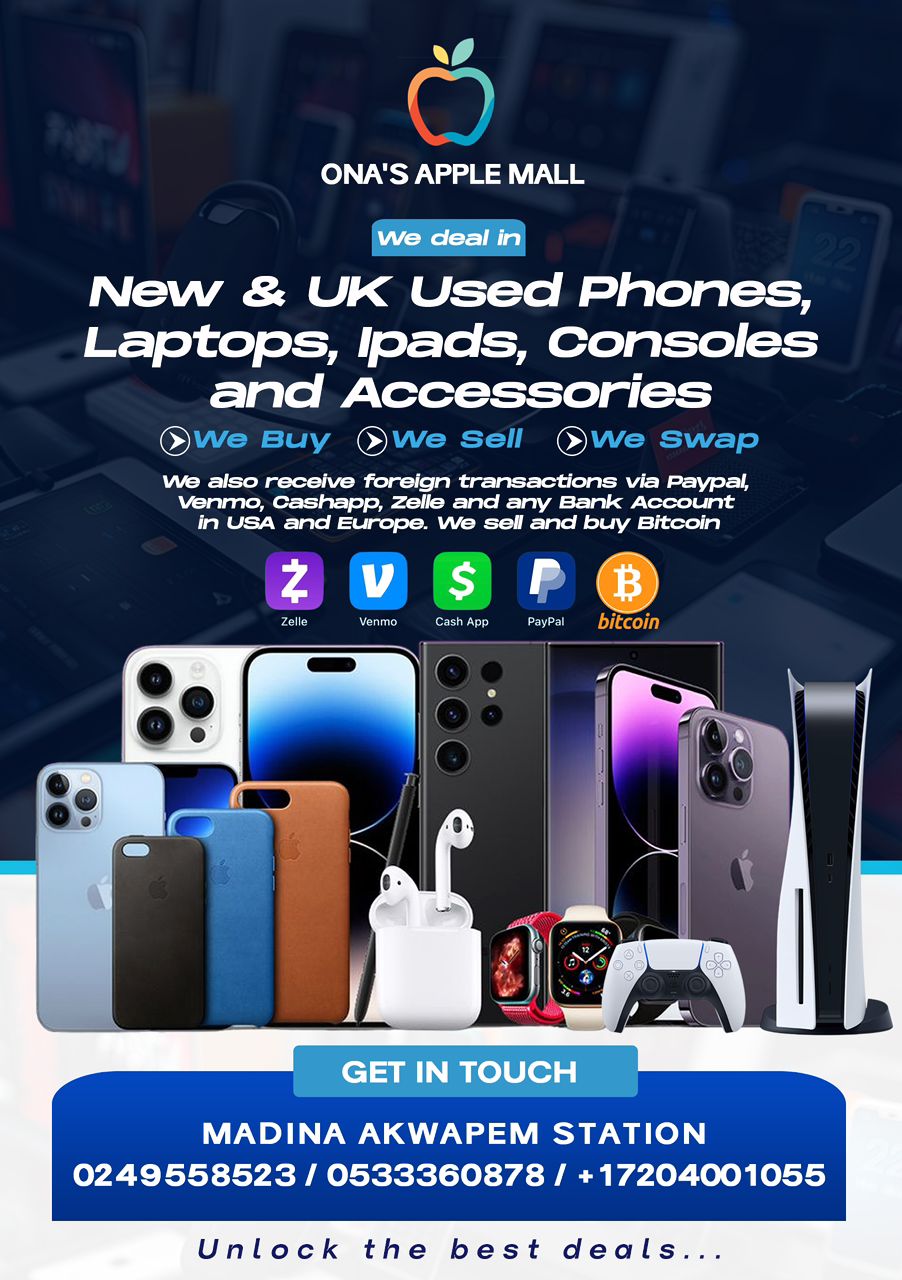 ONA'S APPLE MALL
We deal in
New & UK Used Phones,
Laptops, Ipads, Consoles
and Accessories
We Buy We Sell We Swap
We also receive foreign transactions via Paypal,
Venmo, Cashapp, Zelle and any Bank Account
in USA and Europe. We sell and buy Bitcoin
Zelle Venmo Cash App PayPal bitcoin
GET IN TOUCH
MADINA AKWAPEM STATION
0249558523 / 0533360878 / +17204001055
Unlock the best deals...